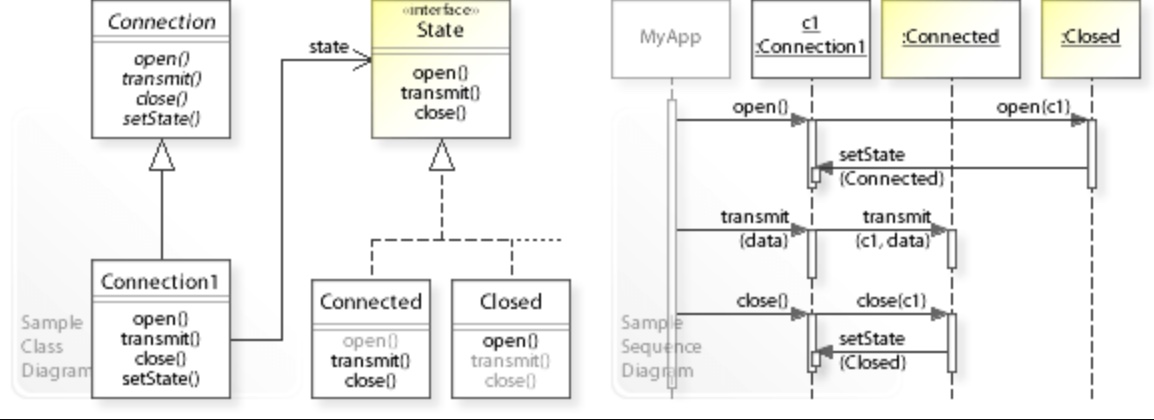 Connection
open()
transmit()
close()
setState()
state
«interface»
State
open()
transmit()
close()
Connection1
open()
transmit()
close()
setState()
Connected
open()
transmit()
close()
Closed
open()
transmit()
close()
Sample
Class
Diagram
MyApp
c1
:Connection1
:Connected
:Closed
open()
open(c1)
setState
(Connected)
transmit
(data)
transmit
(c1, data)
close()
close(c1)
setState
(Closed)
Sample
Sequence
Diagram